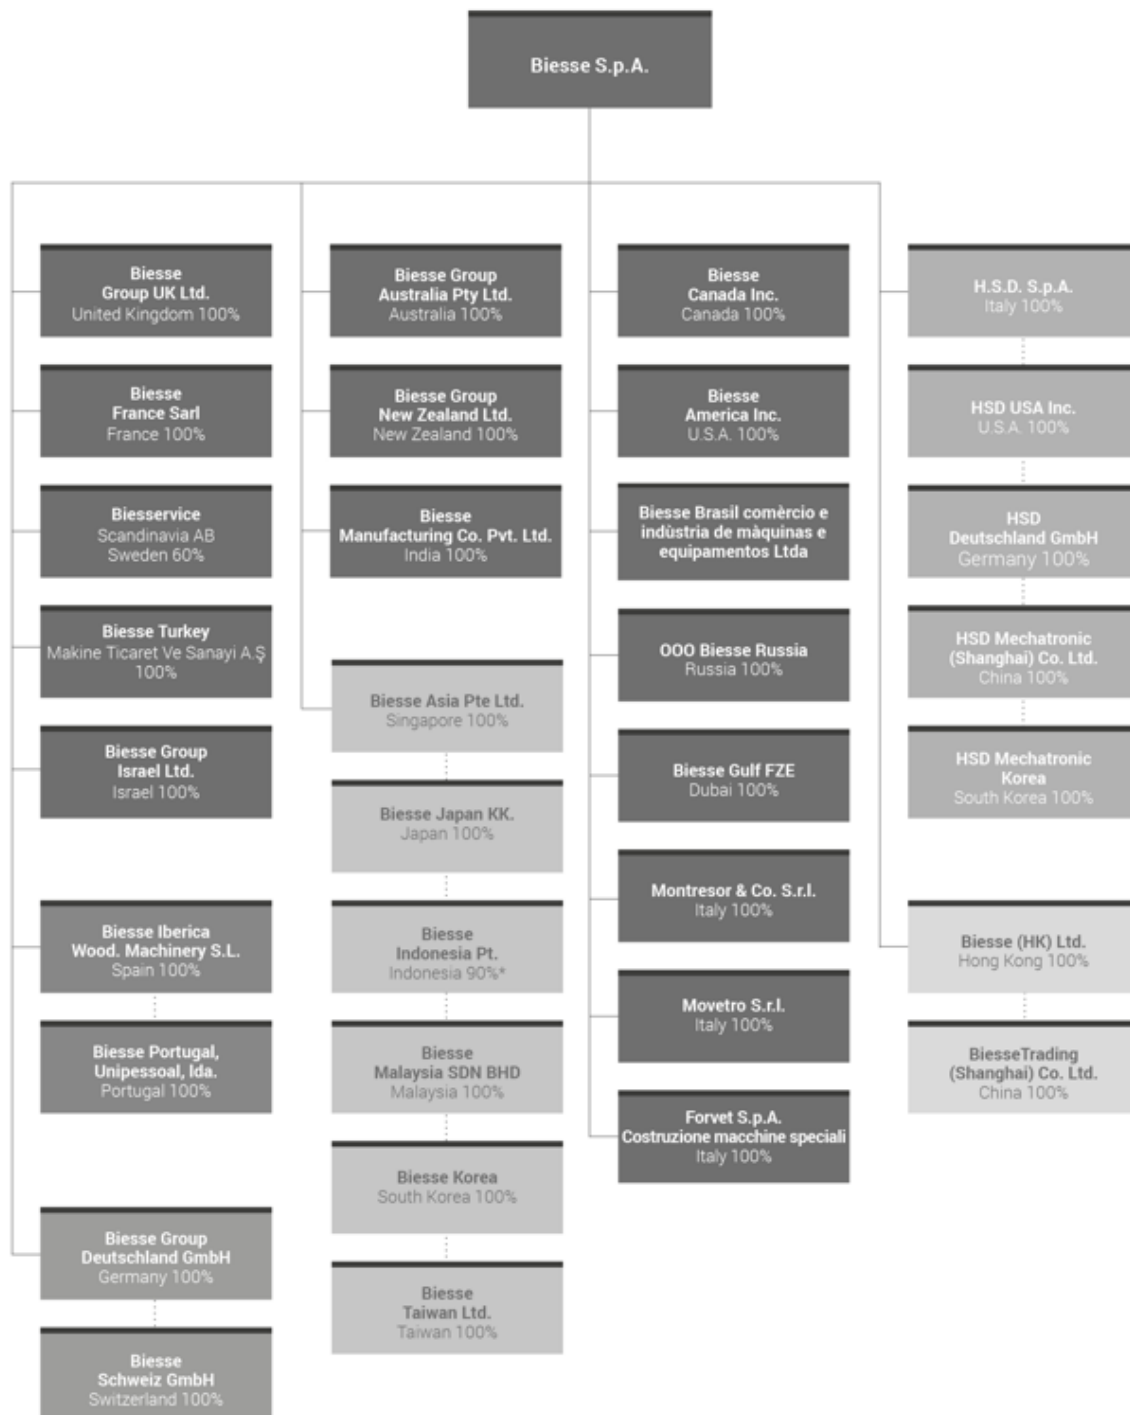 Biesse S.p.A.
Biesse
Group UK Ltd.
United Kingdom 100%
Biesse
France Sarl
France 100%
Biesservice
Scandinavia AB
Sweden 60%
Biesse Turkey
Makine Ticaret Ve Sanayi A.Ş
100%
Biesse Group
Israel Ltd.
Israel 100%
Biesse Iberica
Wood. Machinery S.L.
Spain 100%
Biesse Portugal,
Unipessoal, lda.
Portugal 100%
Biesse Group
Deutschland GmbH
Germany 100%
Biesse
Schweiz GmbH
Switzerland 100%
Biesse Group
Australia Pty Ltd.
Australia 100%
Biesse Group
New Zealand Ltd.
New Zealand 100%
Biesse
Manufacturing Co. Pvt. Ltd.
India 100%
Biesse Asia Pte Ltd.
Singapore 100%
Biesse Japan KK.
Japan 100%
Biesse
Indonesia Pt.
Indonesia 90%*
Biesse
Malaysia SDN BHD
Malaysia 100%
Biesse Korea
South Korea 100%
Biesse
Taiwan Ltd.
Taiwan 100%
Biesse
Canada Inc.
Canada 100%
Biesse
America Inc.
U.S.A. 100%
Biesse Brasil comèrcio e
indùstria de màquinas e
equipamentos Ltda
OOO Biesse Russia
Russia 100%
Biesse Gulf FZE
Dubai 100%
Montresor & Co. S.r.l.
Italy 100%
Movetro S.r.l.
Italy 100%
Forvet S.p.A.
Costruzione macchine speciali
Italy 100%
H.S.D. S.p.A.
Italy 100%
HSD USA Inc.
U.S.A. 100%
HSD
Deutschland GmbH
Germany 100%
HSD Mechatronic
(Shanghai) Co. Ltd.
China 100%
HSD Mechatronic
Korea
South Korea 100%
Biesse (HK) Ltd.
Hong Kong 100%
BiesseTrading
(Shanghai) Co. Ltd.
China 100%